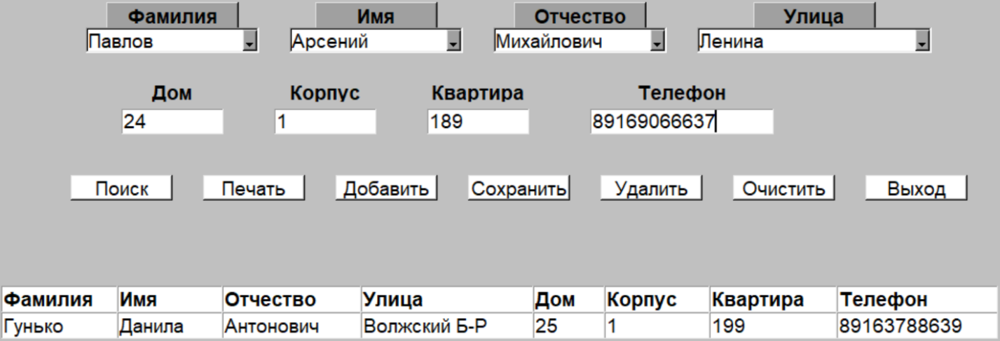 Фамилия Имя Отчество Улица
Павлов Арсений Михайлович Ленина
Дом Корпус Квартира Телефон
24 1 189 89169066637
Поиск Печать Добавить Сохранить Удалить Очистить Выход
Фамилия Имя Отчество Улица Дом Корпус Квартира Телефон
Гунько Данила Антонович Волжский Б-Р 25 1 199 89163788639